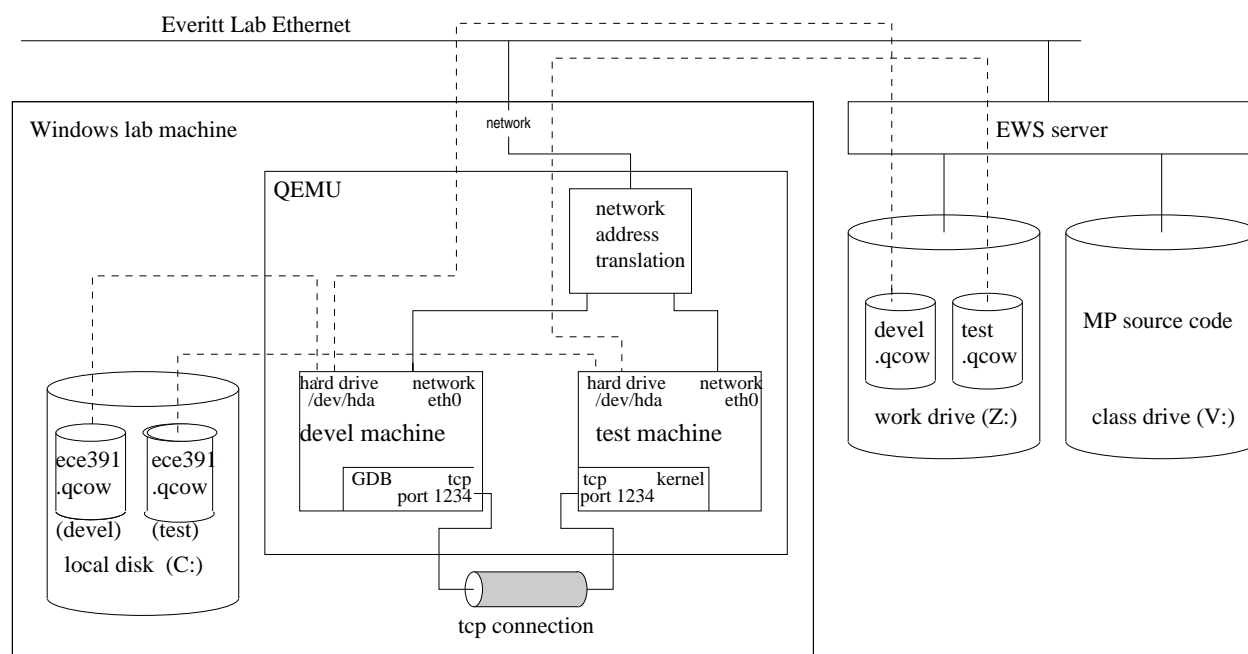 Everitt Lab Ethernet
Windows lab machine
network
EWS server
QEMU
network
address
translation
devel
.qcow
test
.qcow
MP source code
work drive (Z:)
class drive (V:)
hard drive
/dev/hda
network
eth0
devel machine
GDB
tcp
port 1234
hard drive
/dev/hda
network
eth0
test machine
tcp
port 1234
kernel
ece391
.qcow
(devel)
ece391
.qcow
(test)
local disk (C:)
tcp connection